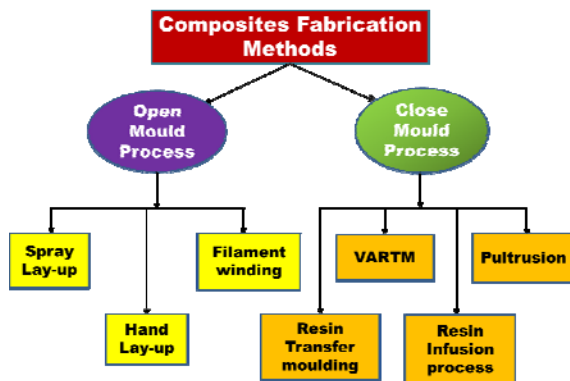 Composites Fabrication
Methods
Open
Mould
Process
Close
Mould
Process
Spray
Lay-up
Filament
winding
VARTM
Pultrusion
Hand
Lay-up
Resin
Transfer
moulding
Resin
Infusion
process